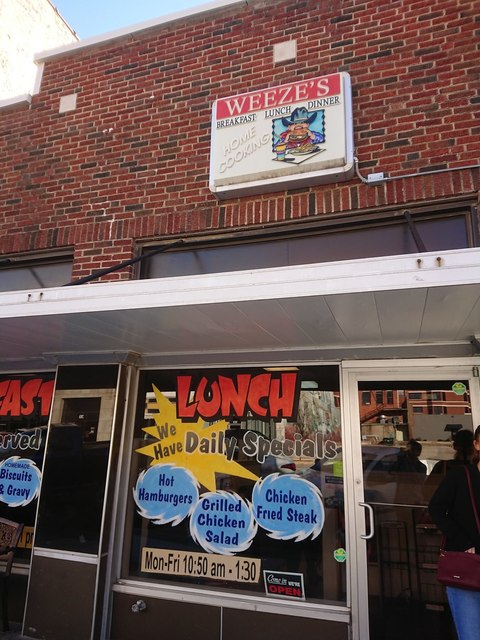 WEEZE'S
BREAKFAST LUNCH DINNER
HOME
COOKING
FAST
erved
HOMEMADE
Biscuits
& Gravy
LUNCH
We
Have Daily Specials
Hot
Hamburgers
Grilled
Chicken
Salad
Chicken
Fried Steak
Mon-Fri 10:50 am - 1:30
Come in WE'RE
OPEN